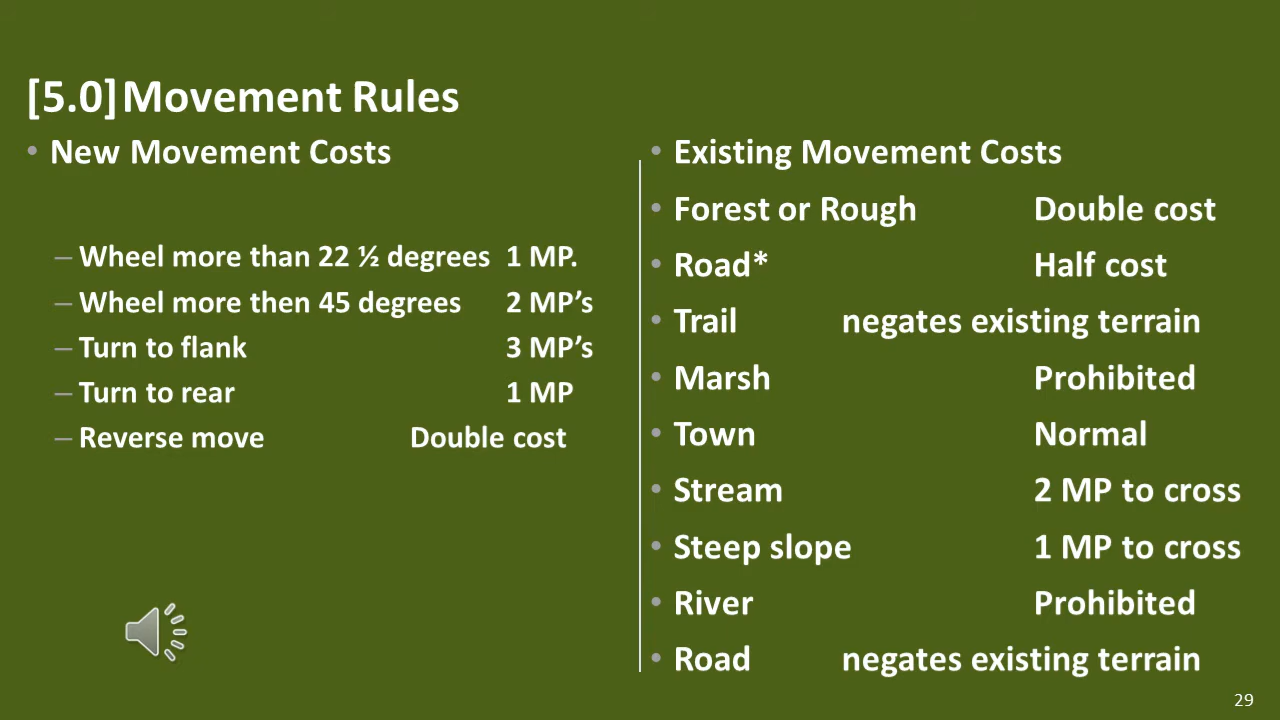 [5.0] Movement Rules
• New Movement Costs
– Wheel more than 22 ½ degrees 1 MP.
– Wheel more then 45 degrees 2 MP’s
– Turn to flank 3 MP’s
– Turn to rear 1 MP
– Reverse move Double cost
• Existing Movement Costs
• Forest or Rough Double cost
• Road* Half cost
• Trail negates existing terrain
• Marsh Prohibited
• Town Normal
• Stream 2 MP to cross
• Steep slope 1 MP to cross
• River Prohibited
• Road negates existing terrain
29